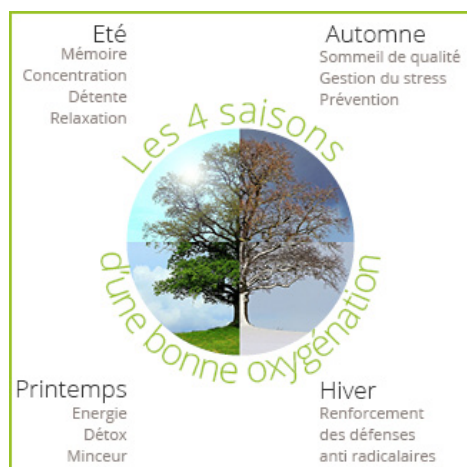 Eté
Mémoire
Concentration
Détente
Relaxation
Automne
Sommeil de qualité
Gestion du stress
Prévention
Les 4 saisons
d'une bonne oxygénation
Printemps
Energie
Détox
Minceur
Hiver
Renforcement
des défenses
anti radicalaires